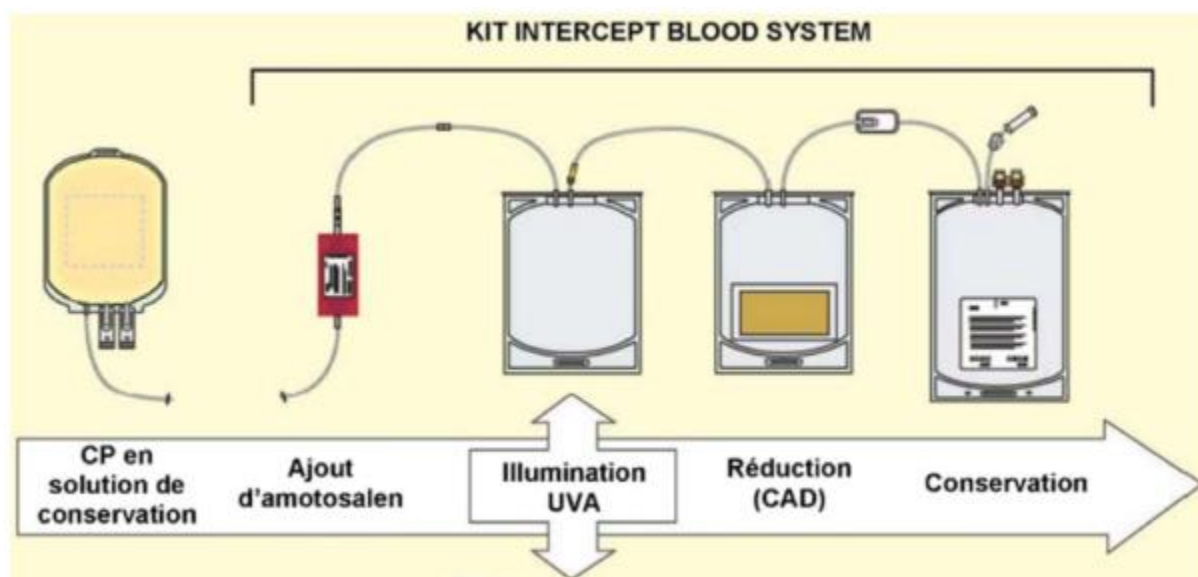 KIT INTERCEPT BLOOD SYSTEM
CP en
solution de
conservation
Ajout
d'amotosalen
Illumination
UVA
Réduction
(CAD)
Conservation